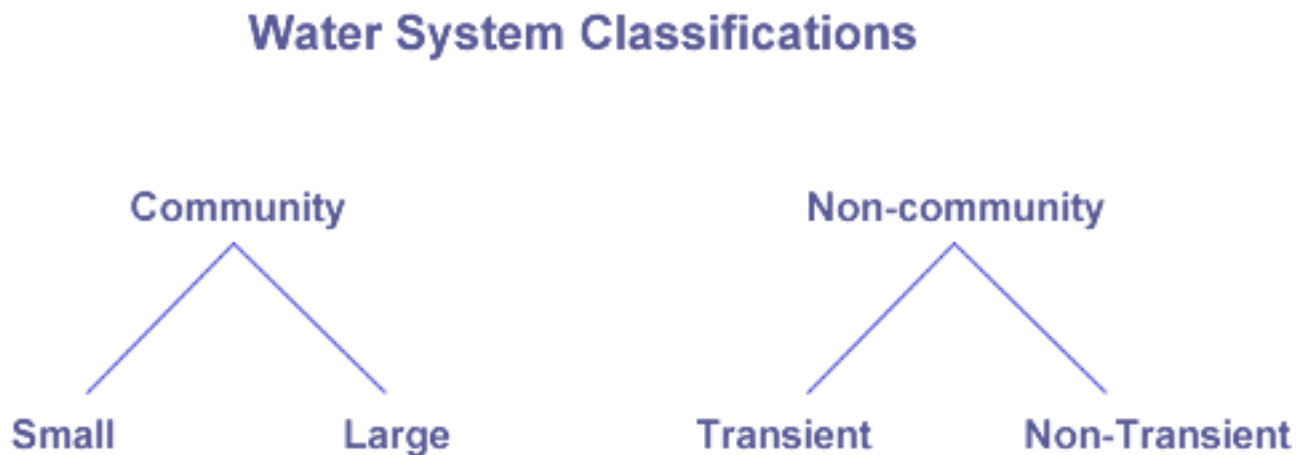 Water System Classifications
Community Non-community
Small Large Transient Non-Transient